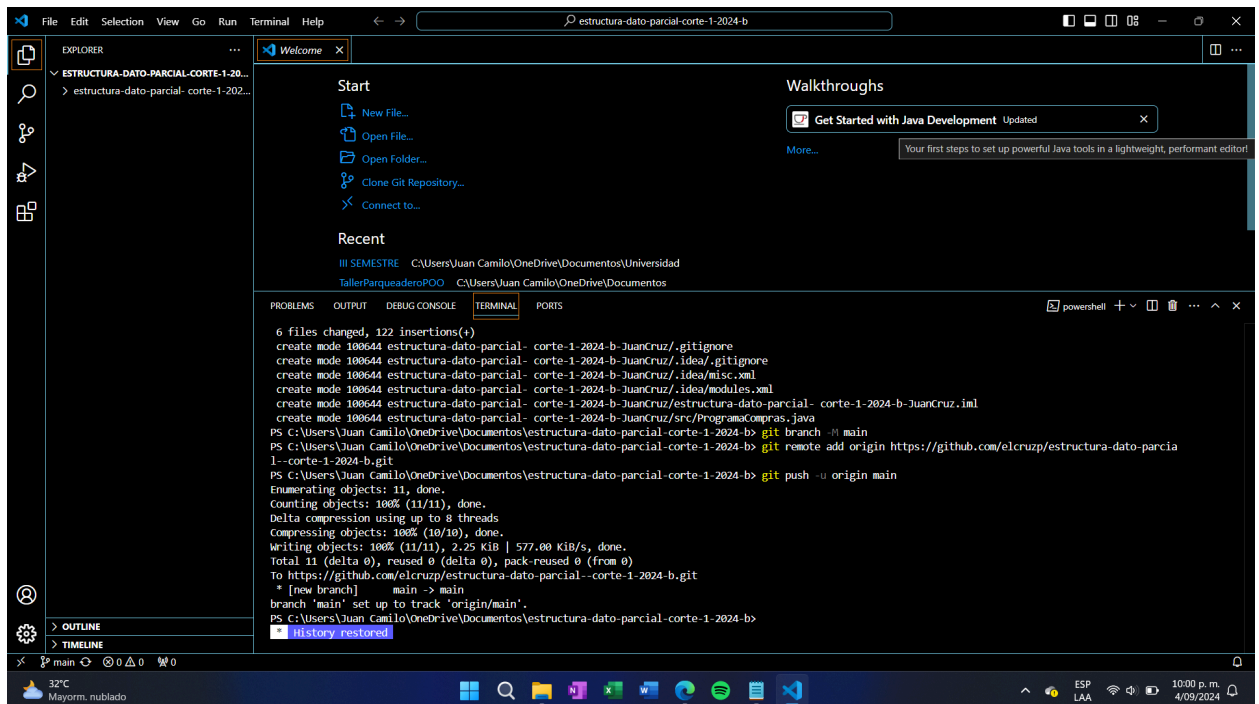 File Edit Selection View Go Run Terminal Help
estructura-dato-parcial-corte-1-2024-b
EXPLORER
Welcome
ESTRUCTURA-DATO-PARCIAL-CORTE-1-20...
estructura-dato-parcial- corte-1-202...
Start
New File...
Open File...
Open Folder...
Clone Git Repository...
Connect to...
Recent
III SEMESTRE C:\Users\Juan Camilo\OneDrive\Documentos\Universidad
TallerParqueaderoPOO C:\Users\Juan Camilo\OneDrive\Documentos
Walkthroughs
Get Started with Java Development Updated
More...
Your first steps to set up powerful Java tools in a lightweight, performant editor!
PROBLEMS OUTPUT DEBUG CONSOLE TERMINAL PORTS
powershell
6 files changed, 122 insertions(+)
create mode 100644 estructura-dato-parcial- corte-1-2024-b-JuanCruz/.gitignore
create mode 100644 estructura-dato-parcial- corte-1-2024-b-JuanCruz/.idea/.gitignore
create mode 100644 estructura-dato-parcial- corte-1-2024-b-JuanCruz/.idea/misc.xml
create mode 100644 estructura-dato-parcial- corte-1-2024-b-JuanCruz/.idea/modules.xml
create mode 100644 estructura-dato-parcial- corte-1-2024-b-JuanCruz/estructura-dato-parcial- corte-1-2024-b-JuanCruz.iml
create mode 100644 estructura-dato-parcial- corte-1-2024-b-JuanCruz/src/ProgramaCompras.java
PS C:\Users\Juan Camilo\OneDrive\Documentos\estructura-dato-parcial-corte-1-2024-b> git branch -M main
PS C:\Users\Juan Camilo\OneDrive\Documentos\estructura-dato-parcial-corte-1-2024-b> git remote add origin https://github.com/elcruzp/estructura-dato-parcia
l--corte-1-2024-b.git
PS C:\Users\Juan Camilo\OneDrive\Documentos\estructura-dato-parcial-corte-1-2024-b> git push -u origin main
Enumerating objects: 11, done.
Counting objects: 100% (11/11), done.
Delta compression using up to 8 threads
Compressing objects: 100% (10/10), done.
Writing objects: 100% (11/11), 2.25 KiB | 577.00 KiB/s, done.
Total 11 (delta 0), reused 0 (delta 0), pack-reused 0 (from 0)
To https://github.com/elcruzp/estructura-dato-parcial--corte-1-2024-b.git
* [new branch] main -> main
branch 'main' set up to track 'origin/main'.
PS C:\Users\Juan Camilo\OneDrive\Documentos\estructura-dato-parcial-corte-1-2024-b>
* History restored
OUTLINE
TIMELINE
main 0 0 0
32°C
Mayorm. nublado
ESP
LAA
10:00 p. m.
4/09/2024